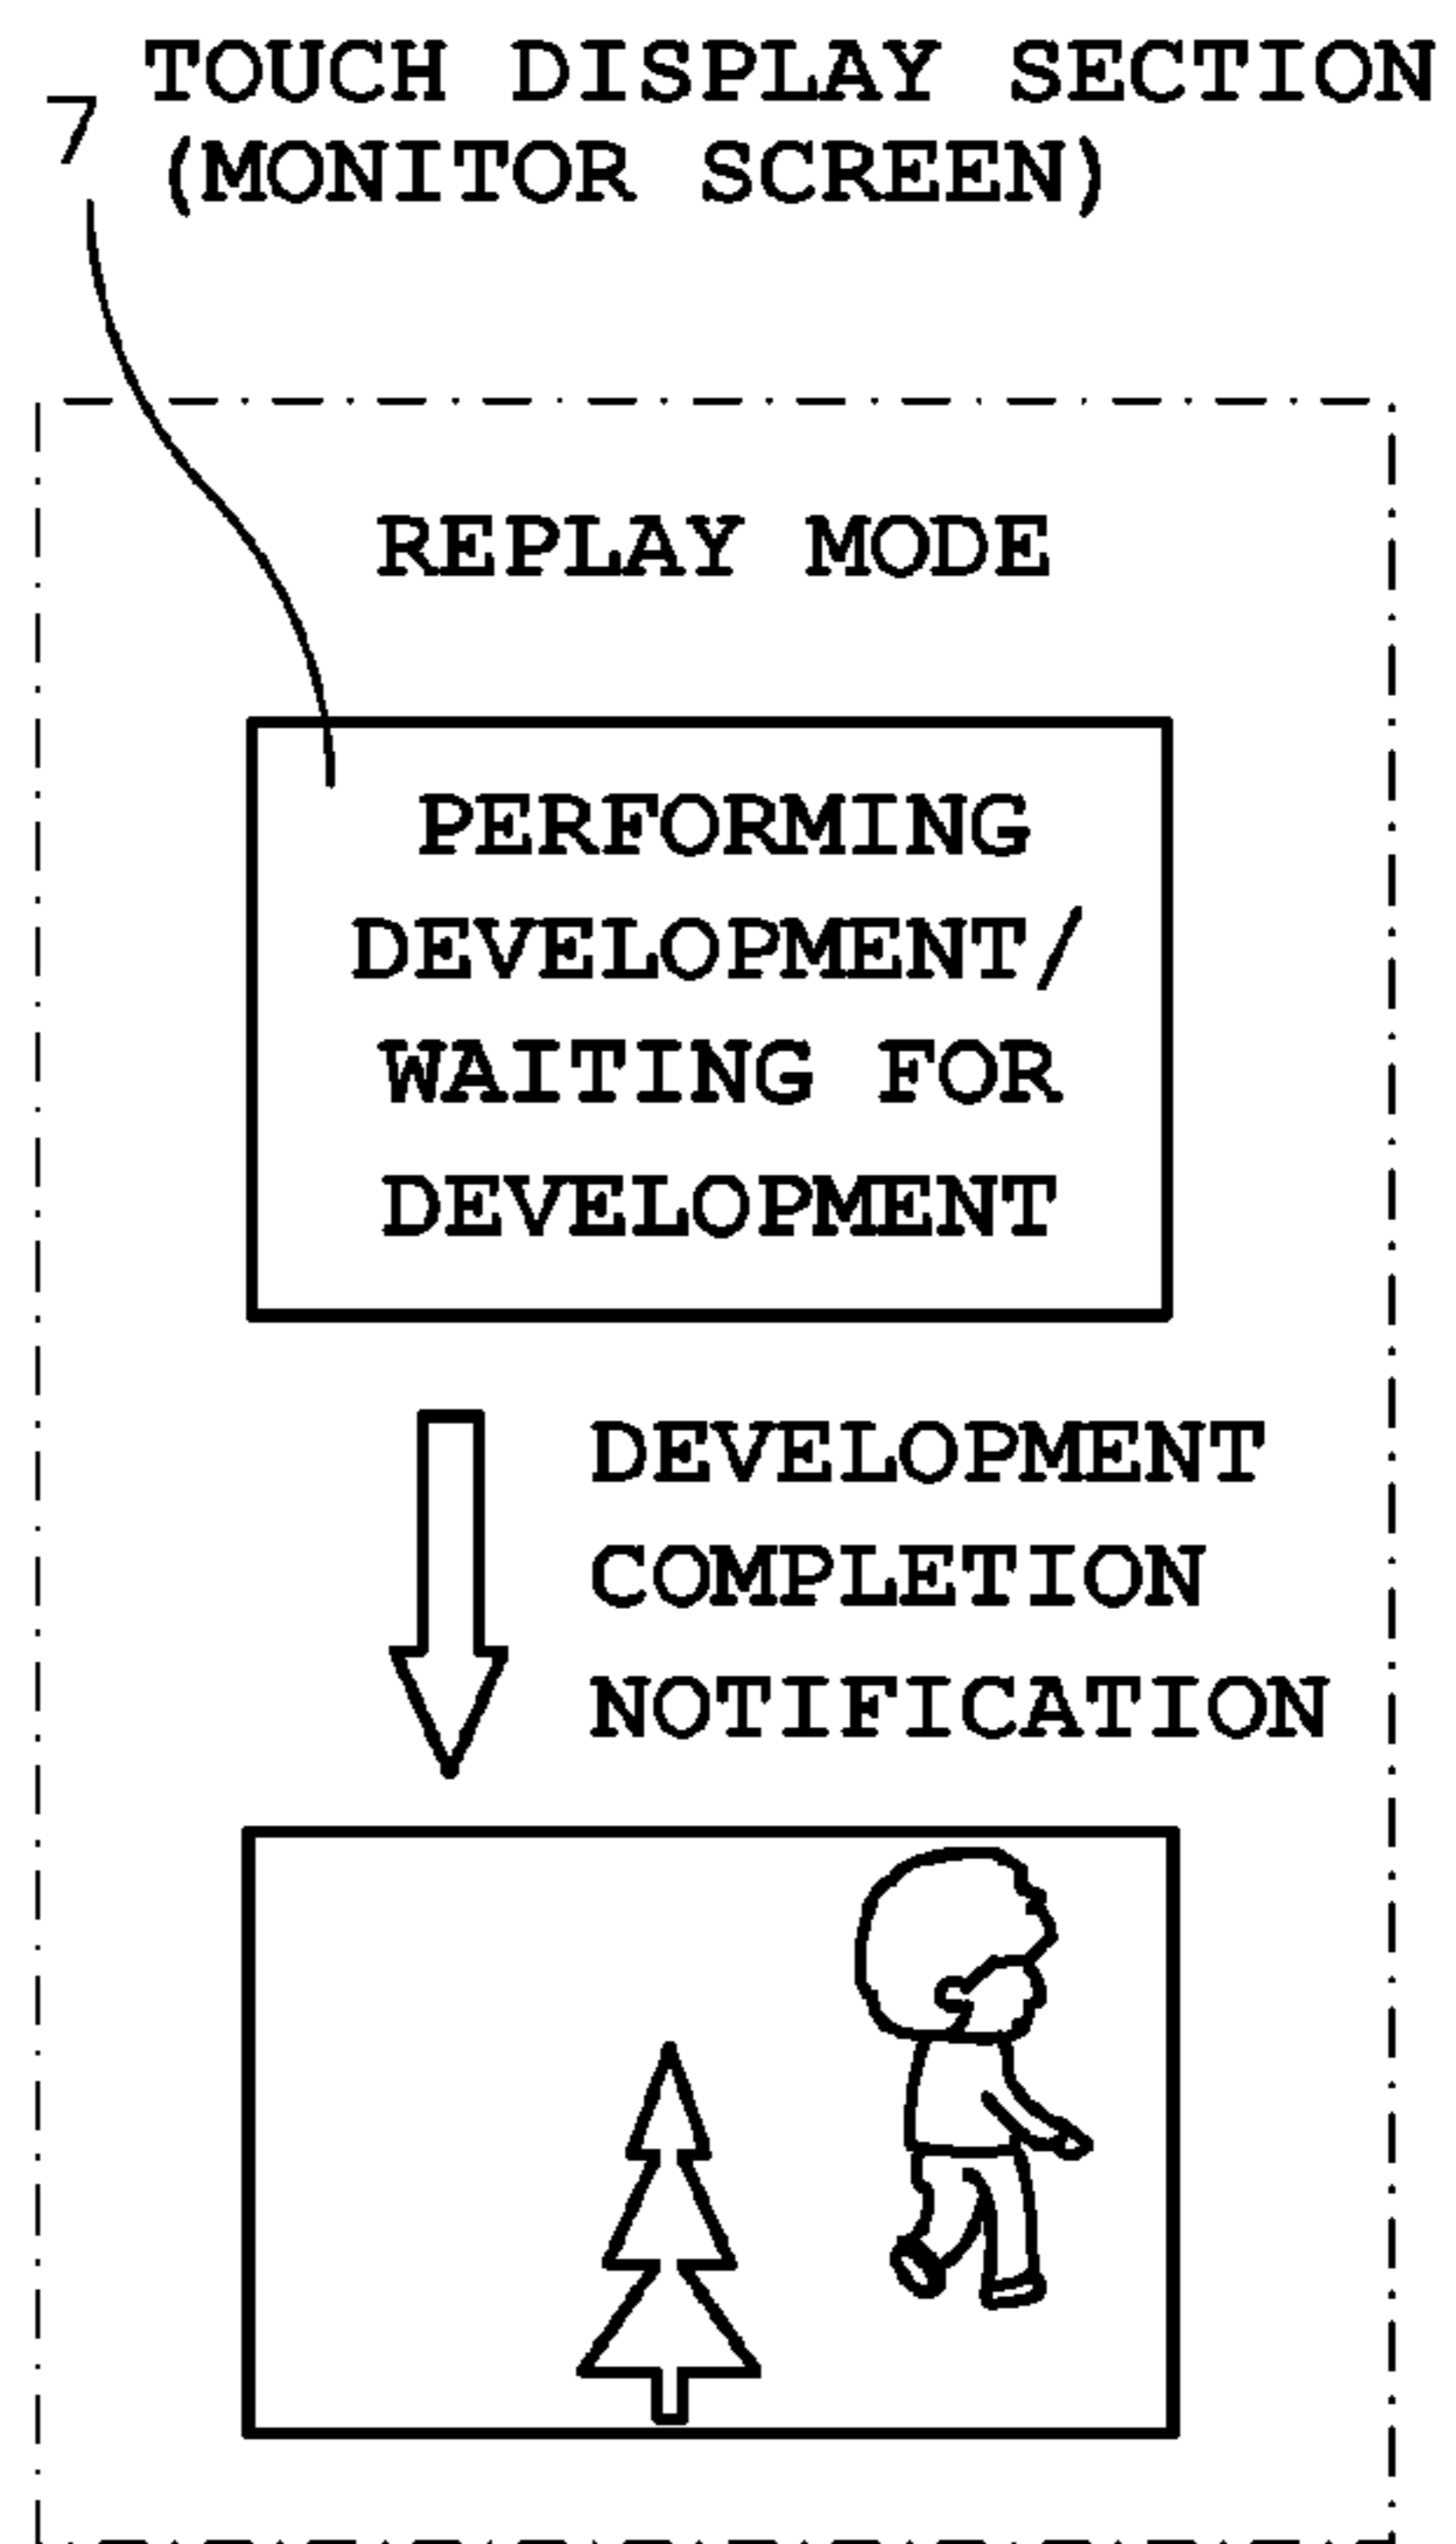 TOUCH DISPLAY SECTION
7
(MONITOR SCREEN)
REPLAY MODE
PERFORMING
DEVELOPMENT/
WAITING FOR
DEVELOPMENT
DEVELOPMENT
COMPLETION
NOTIFICATION